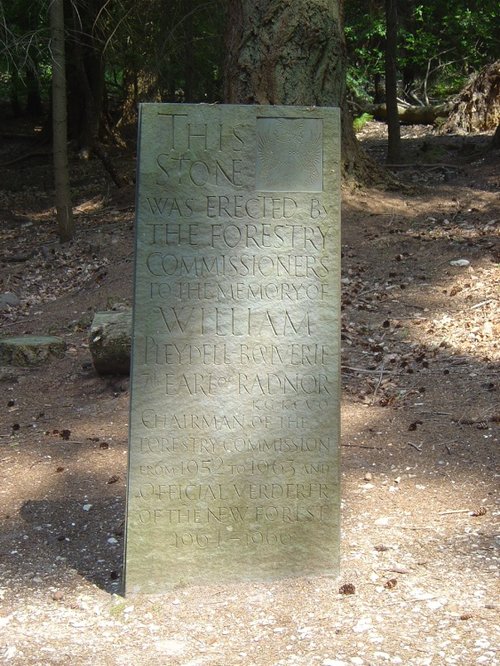 THIS
STONE
WAS ERECTED BY
THE FORESTRY
COMMISSIONERS
TO THE MEMORY OF
WILLIAM
PLEYDELL BOUVERIE
7TH EARL OF RADNOR
K.G. K.C.V.O.
CHAIRMAN OF THE
FORESTRY COMMISSION
FROM 1952 TO 1963 AND
OFFICIAL VERDERER
OF THE NEW FOREST
1964–1966